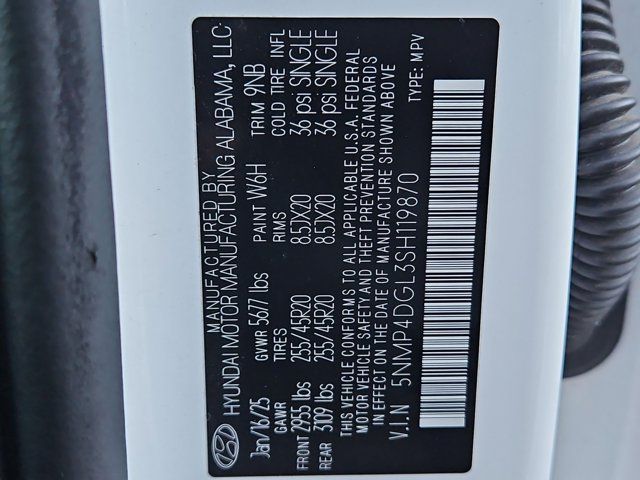 MANUFACTURED BY
HYUNDAI MOTOR MANUFACTURING ALABAMA, LLC
Jan/16/25 GVWR 5677 lbs PAINT W6H TRIM 9NB
GAWR TIRES RIMS COLD TIRE INFL
FRONT 2955 lbs 255/45R20 8.5JX20 36 psi SINGLE
REAR 3109 lbs 255/45R20 8.5JX20 36 psi SINGLE
THIS VEHICLE CONFORMS TO ALL APPLICABLE U.S.A. FEDERAL
MOTOR VEHICLE SAFETY AND THEFT PREVENTION STANDARDS
IN EFFECT ON THE DATE OF MANUFACTURE SHOWN ABOVE
V.I.N 5NMP4DGL3SH119870 TYPE: MPV